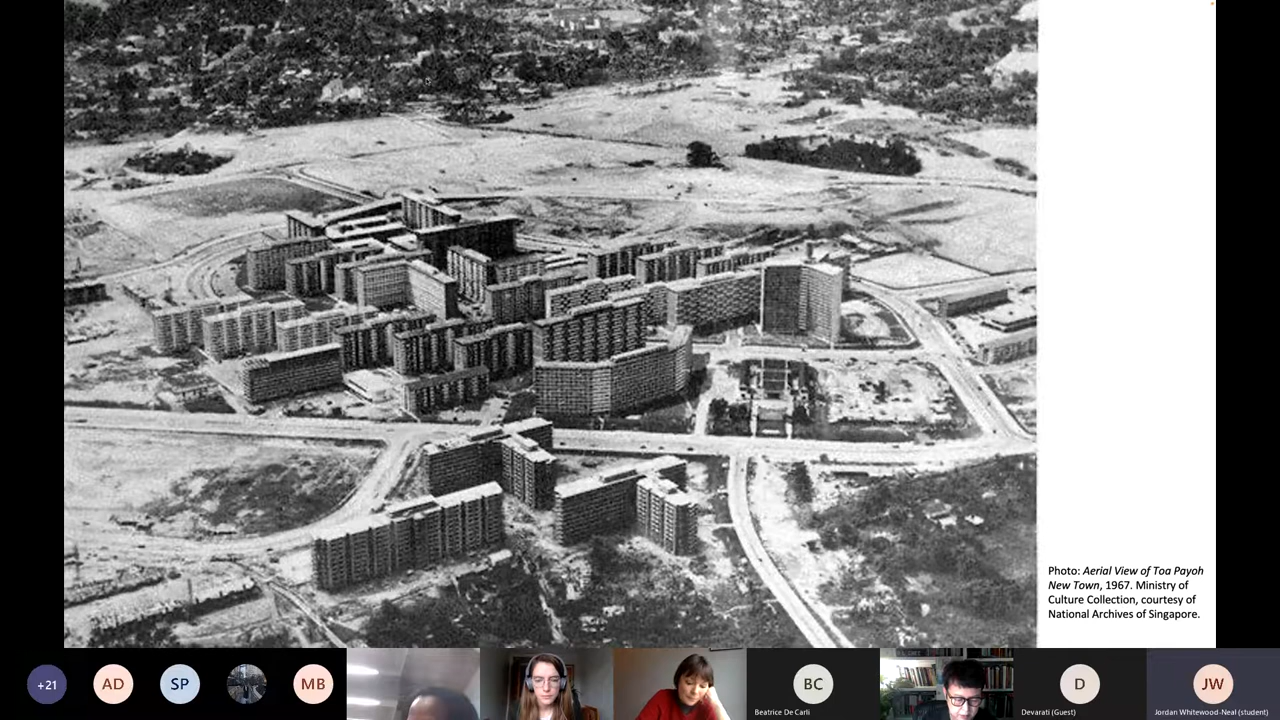 Photo: Aerial View of Toa Payoh
New Town, 1967. Ministry of
Culture Collection, courtesy of
National Archives of Singapore.
+21
AD
SP
MB
BC
D
JW
Beatrice De Carli
Devarati (Guest)
Jordan Whitewood-Neal (student)